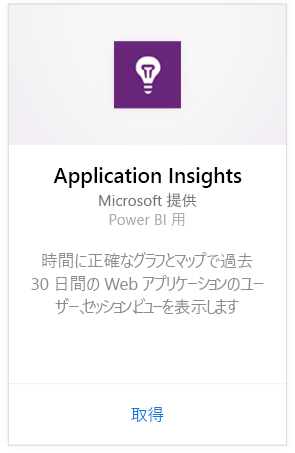 Application Insights
Microsoft 提供
Power BI 用
時間に正確なグラフとマップで過去
30 日間の Web アプリケーションのユー
ザー、セッション、ビューを表示します
取得